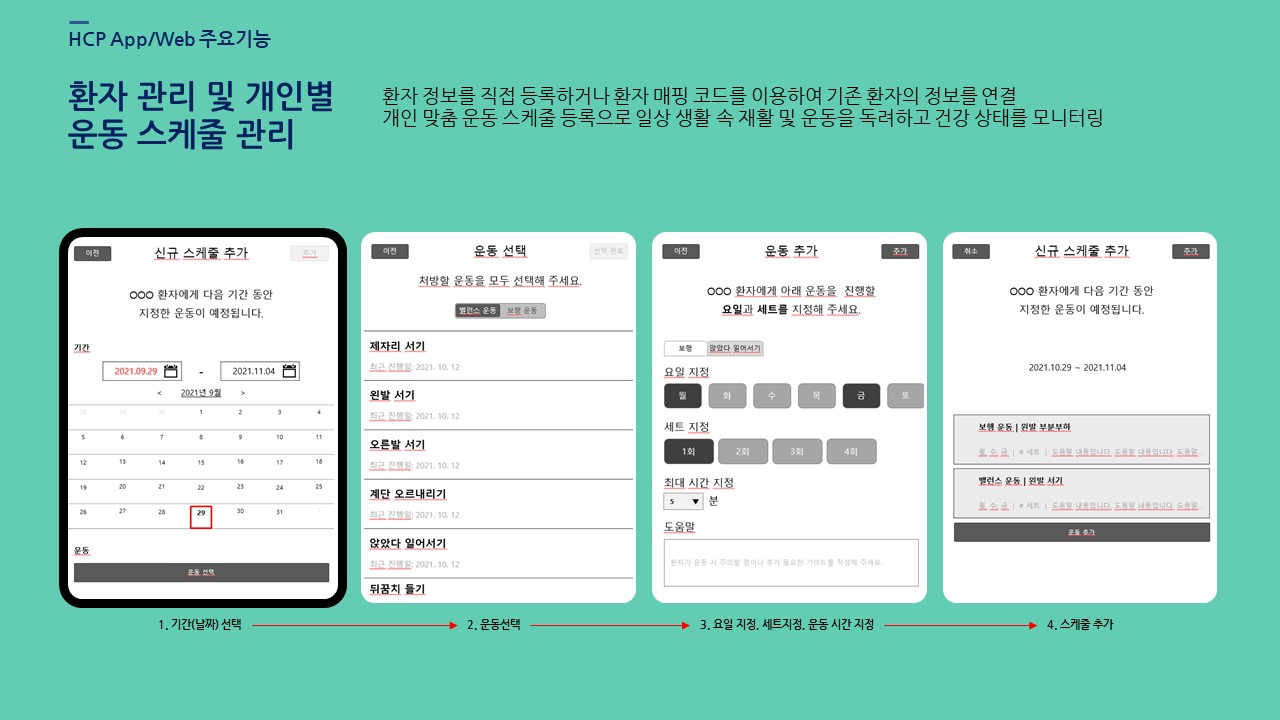 HCP App/Web 주요기능
환자 관리 및 개인별
운동 스케줄 관리
환자 정보를 직접 등록하거나 환자 매핑 코드를 이용하여 기존 환자의 정보를 연결
개인 맞춤 운동 스케줄 등록으로 일상 생활 속 재활 및 운동을 독려하고 건강 상태를 모니터링
이전 신규 스케줄 추가 추가
OOO 환자에게 다음 기간 동안
지정한 운동이 예정됩니다.
기간
2021.09.29 - 2021.11.04
< 2021년 9월 >
28 29 30 1 2 3 4
5 6 7 8 9 10 11
12 13 14 15 16 17 18
19 20 21 22 23 24 25
26 27 28 29 30 31 1
운동
운동 선택
이전 운동 선택 선택 완료
처방할 운동을 모두 선택해 주세요.
밸런스 운동 보행 운동
제자리 서기
최근 진행일: 2021. 10. 12
왼발 서기
최근 진행일: 2021. 10. 12
오른발 서기
최근 진행일: 2021. 10. 12
계단 오르내리기
최근 진행일: 2021. 10. 12
앉았다 일어서기
최근 진행일: 2021. 10. 12
뒤꿈치 들기
이전 운동 추가 추가
OOO 환자에게 아래 운동을 진행할
요일과 세트를 지정해 주세요.
보행 앉았다 일어서기
요일 지정
월 화 수 목 금 토
세트 지정
1회 2회 3회 4회
최대 시간 지정
5 ▼ 분
도움말
환자가 운동 시 주의할 점이나 추가 필요한 가이드를 작성해 주세요.
취소 신규 스케줄 추가 추가
OOO 환자에게 다음 기간 동안
지정한 운동이 예정됩니다.
2021.10.29 ~ 2021.11.04
보행 운동 | 왼발 부분부하
월, 수, 금 | # 세트 | 도움말 내용입니다. 도움말 내용입니다. 도움말..
밸런스 운동 | 왼발 서기
월, 수, 금 | # 세트 | 도움말 내용입니다. 도움말 내용입니다. 도움말..
운동 추가
1. 기간(날짜) 선택
2. 운동선택
3. 요일 지정, 세트지정, 운동 시간 지정
4. 스케줄 추가